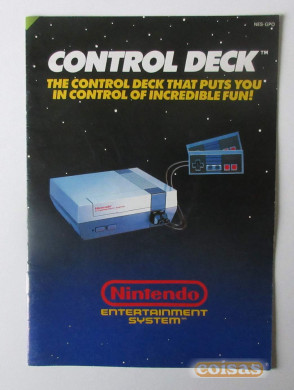 NES-GPO
CONTROL DECK™
THE CONTROL DECK THAT PUTS YOU
IN CONTROL OF INCREDIBLE FUN!
Nintendo
ENTERTAINMENT
SYSTEM™
coisas